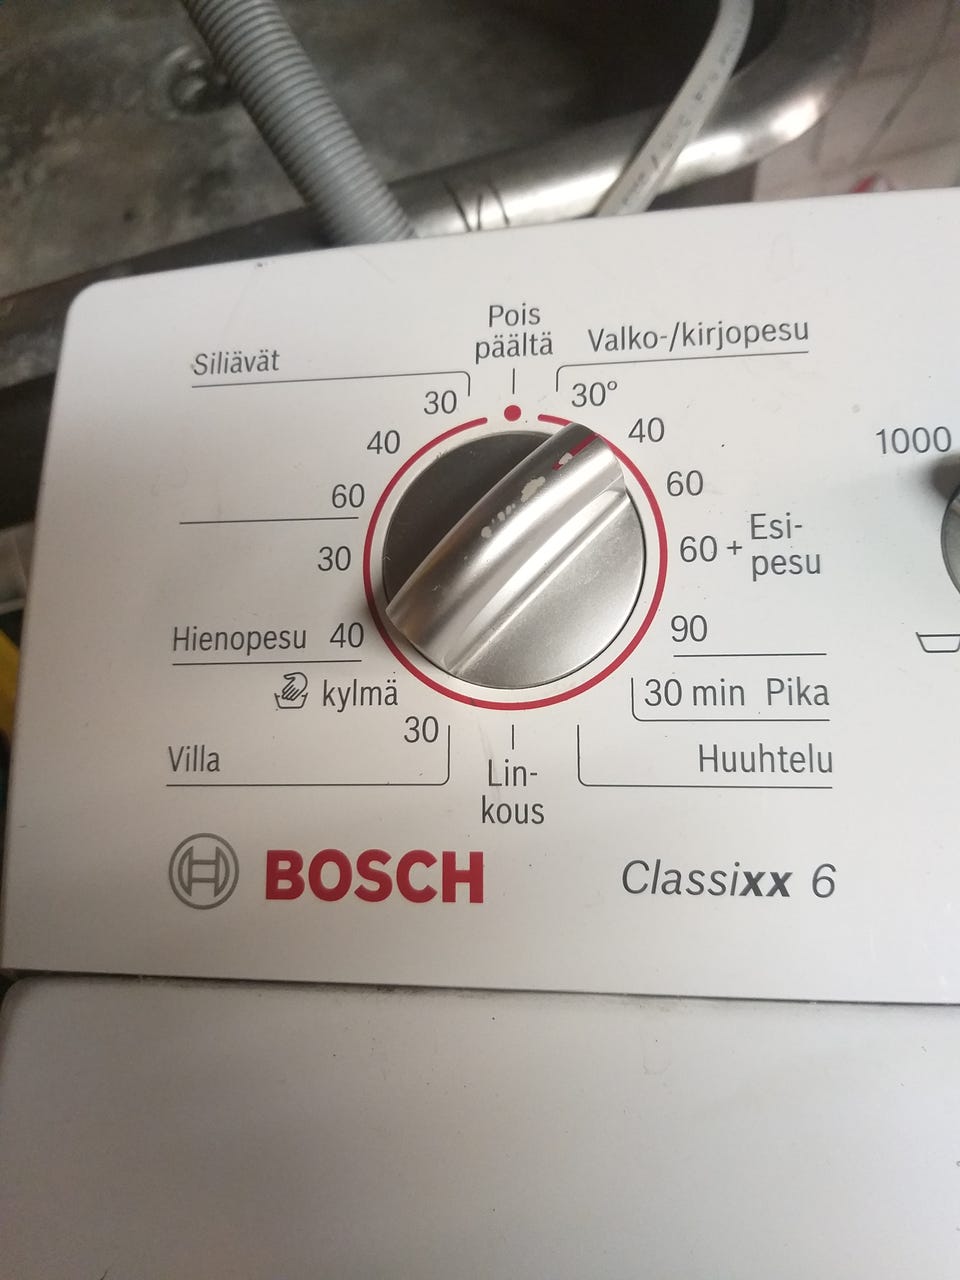 Pois
päältä
Siliävät
Valko-/kirjopesu
30
30°
40
40
1000
60
60
30
60 + Esi-
pesu
Hienopesu 40
90
kylmä
30 min Pika
30
Villa
Lin-
kous
Huuhtelu
BOSCH
Classixx 6